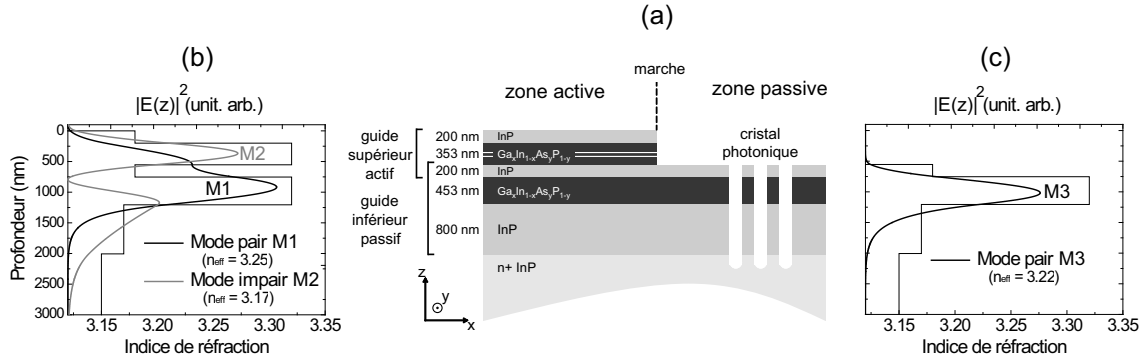 (a)
(b)
|E(z)|² (unit. arb.)
0
500
1000
1500
2000
2500
3000
Profondeur (nm)
M2
M1
Mode pair M1
(neff = 3.25)
Mode impair M2
(neff = 3.17)
3.15 3.20 3.25 3.30 3.35
Indice de réfraction
marche
zone active
zone passive
guide
supérieur
actif
guide
inférieur
passif
200 nm InP
353 nm GaxIn1-xAsyP1-y
200 nm InP
453 nm GaxIn1-xAsyP1-y
800 nm InP
n+ InP
cristal
photonique
z
y
x
(c)
|E(z)|² (unit. arb.)
M3
Mode pair M3
(neff = 3.22)
3.15 3.20 3.25 3.30 3.35
Indice de réfraction